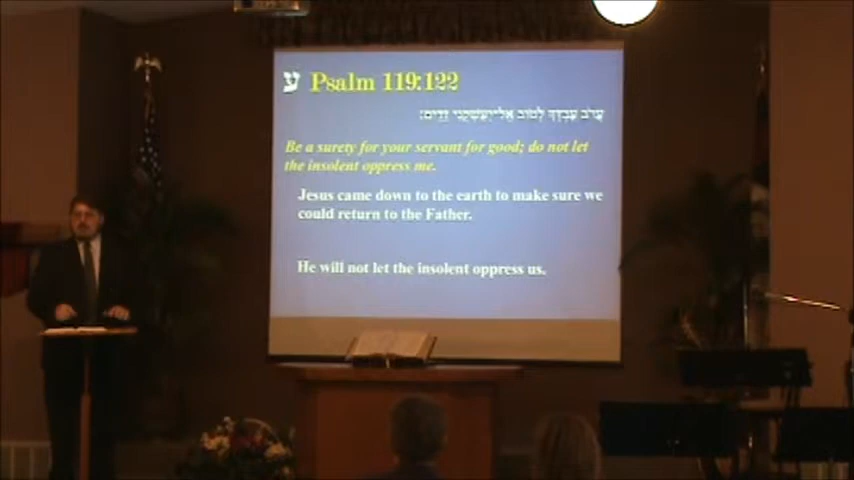 ע Psalm 119:122
עֲרֹב עַבְדְּךָ לְטוֹב אַל־יַעַשְׁקֻנִי זֵדִים׃
Be a surety for your servant for good; do not let
the insolent oppress me.
Jesus came down to the earth to make sure we
could return to the Father.
He will not let the insolent oppress us.